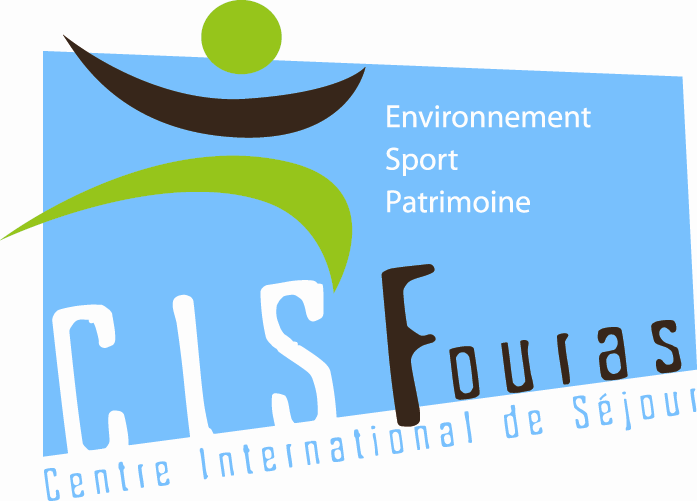 Environnement
Sport
Patrimoine
CIS Fouras
Centre International de Séjour